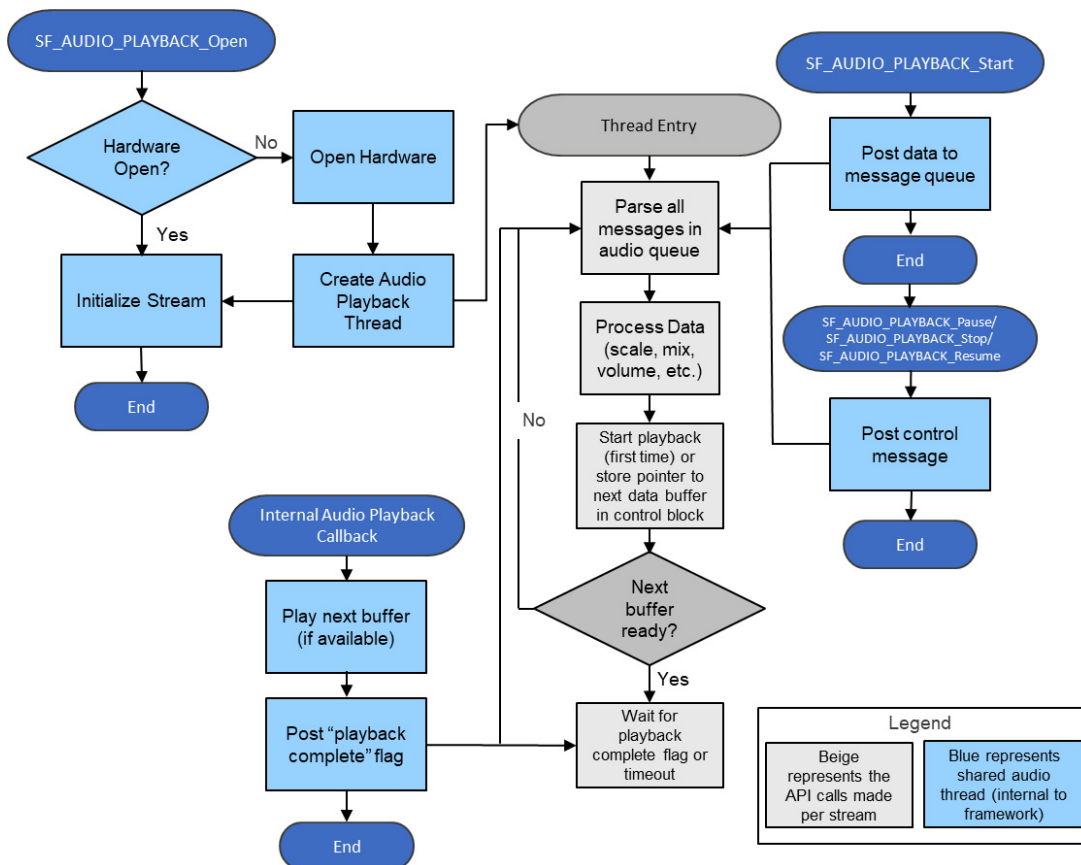 SF_AUDIO_PLAYBACK_Open
Hardware
Open?
No
Open Hardware
Yes
Initialize Stream
Create Audio
Playback
Thread
End
Thread Entry
Parse all
messages in
audio queue
Process Data
(scale, mix,
volume, etc.)
Start playback
(first time) or
store pointer to
next data buffer
in control block
No
Next
buffer
ready?
Yes
Wait for
playback
complete flag or
timeout
SF_AUDIO_PLAYBACK_Start
Post data to
message queue
End
SF_AUDIO_PLAYBACK_Pause/
SF_AUDIO_PLAYBACK_Stop/
SF_AUDIO_PLAYBACK_Resume
Post control
message
End
Internal Audio Playback
Callback
Play next buffer
(if available)
Post “playback
complete” flag
End
Legend
Beige
represents the
API calls made
per stream
Blue represents
shared audio
thread (internal to
framework)